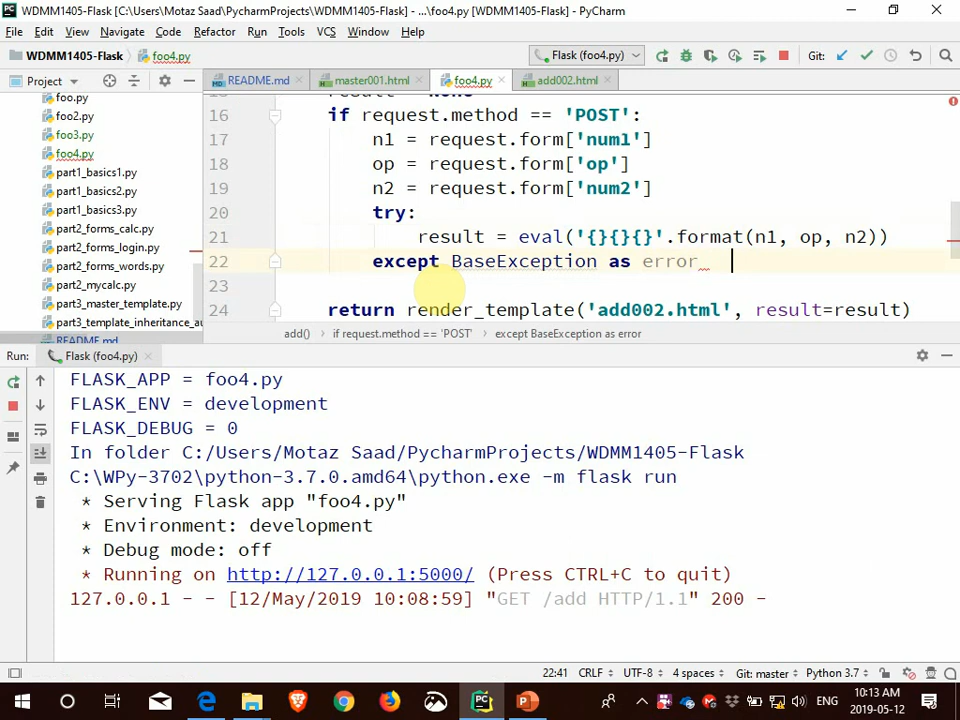 WDMM1405-Flask [C:\Users\Motaz Saad\PycharmProjects\WDMM1405-Flask] - ...\foo4.py [WDMM1405-Flask] - PyCharm
File Edit View Navigate Code Refactor Run Tools VCS Window Help
WDMM1405-Flask foo4.py Flask (foo4.py) Git:
Project README.md master001.html foo4.py add002.html
foo.py
foo2.py
foo3.py
foo4.py
part1_basics1.py
part1_basics2.py
part1_basics3.py
part2_forms_calc.py
part2_forms_login.py
part2_forms_words.py
part2_mycalc.py
part3_master_template.py
part3_template_inheritance_au
README.md
15 result = None
16 if request.method == 'POST':
17 n1 = request.form['num1']
18 op = request.form['op']
19 n2 = request.form['num2']
20 try:
21 result = eval('{}{}{}'.format(n1, op, n2))
22 except BaseException as error
23
24 return render_template('add002.html', result=result)
add() if request.method == 'POST' except BaseException as error
Run: Flask (foo4.py)
FLASK_APP = foo4.py
FLASK_ENV = development
FLASK_DEBUG = 0
In folder C:/Users/Motaz Saad/PycharmProjects/WDMM1405-Flask
C:\WPy-3702\python-3.7.0.amd64\python.exe -m flask run
* Serving Flask app "foo4.py"
* Environment: development
* Debug mode: off
* Running on http://127.0.0.1:5000/ (Press CTRL+C to quit)
127.0.0.1 - - [12/May/2019 10:08:59] "GET /add HTTP/1.1" 200 -
22:41 CRLF UTF-8 4 spaces Git: master Python 3.7
ENG 10:13 AM
2019-05-12